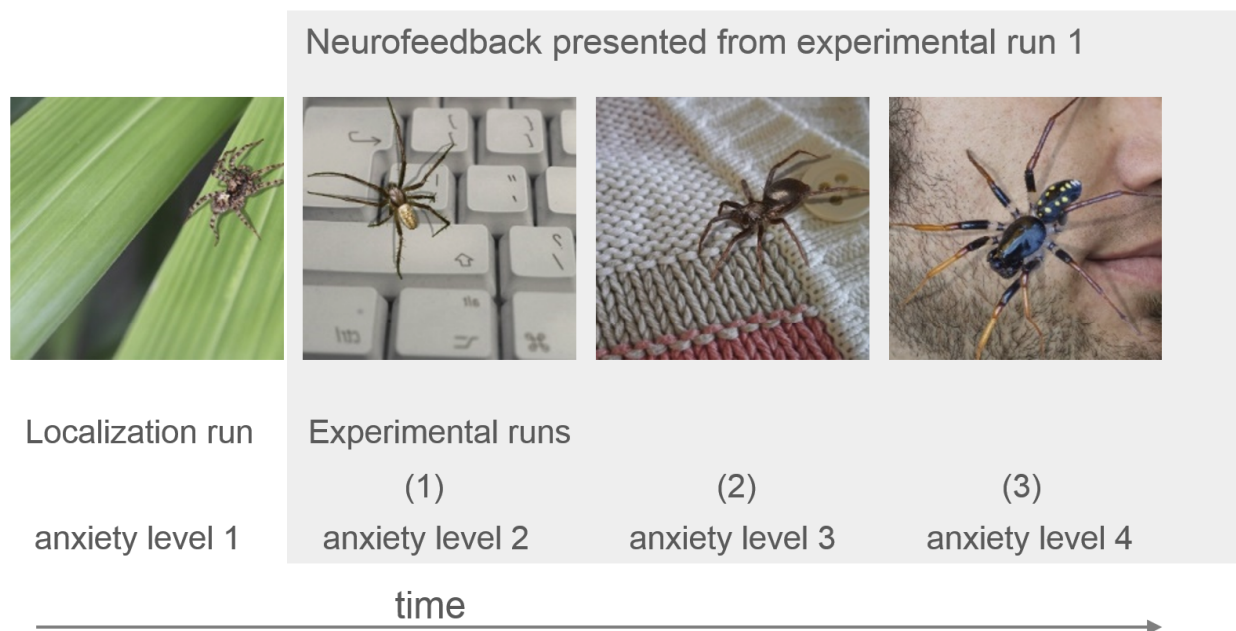 Neurofeedback presented from experimental run 1
Localization run
Experimental runs
(1)
(2)
(3)
anxiety level 1
anxiety level 2
anxiety level 3
anxiety level 4
time